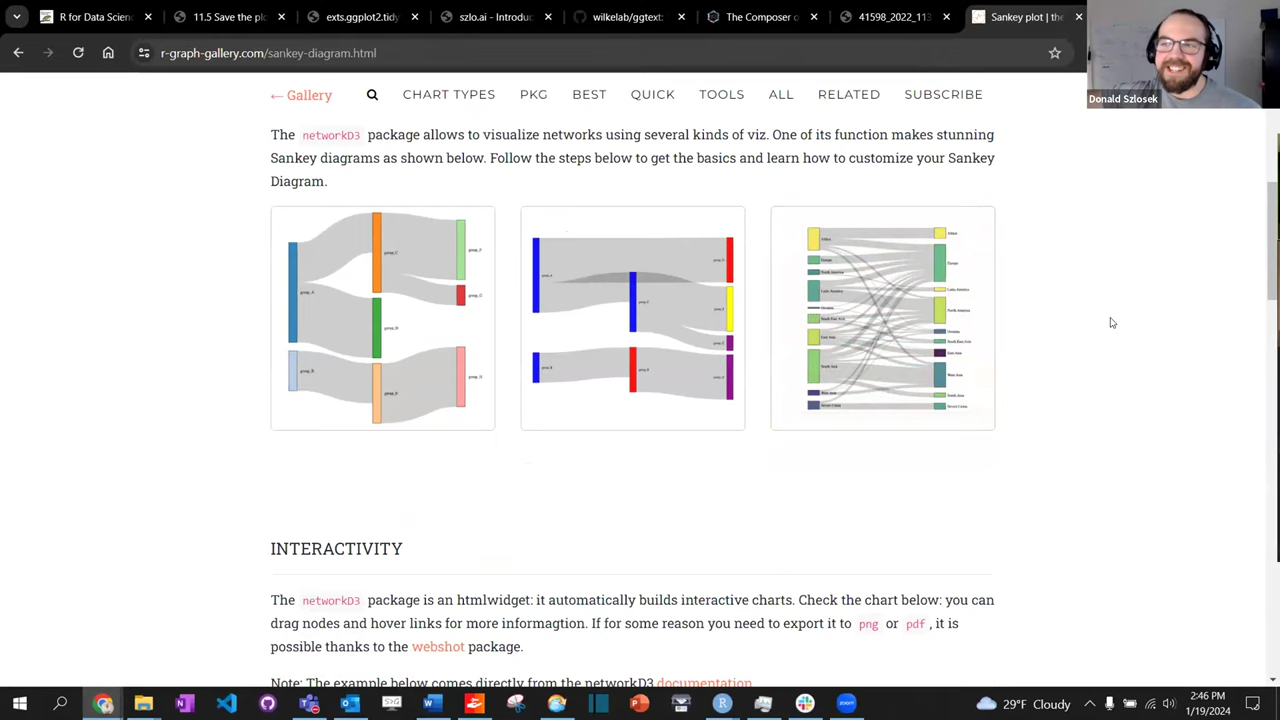 R for Data Scien
11.5 Save the plo
exts.ggplot2.tidy
szlo.ai - Introduc
wilkelab/ggtext:
The Composer o
41598_2022_113
Sankey plot | the
r-graph-gallery.com/sankey-diagram.html
Donald Szlosek
← Gallery
CHART TYPES PKG BEST QUICK TOOLS ALL RELATED SUBSCRIBE
The networkD3 package allows to visualize networks using several kinds of viz. One of its function makes stunning
Sankey diagrams as shown below. Follow the steps below to get the basics and learn how to customize your Sankey
Diagram.
INTERACTIVITY
The networkD3 package is an htmlwidget: it automatically builds interactive charts. Check the chart below: you can
drag nodes and hover links for more informagtion. If for some reason you need to export it to png or pdf , it is
possible thanks to the webshot package.
Note: The example below comes directly from the networkD3 documentation
29°F Cloudy
2:46 PM
1/19/2024